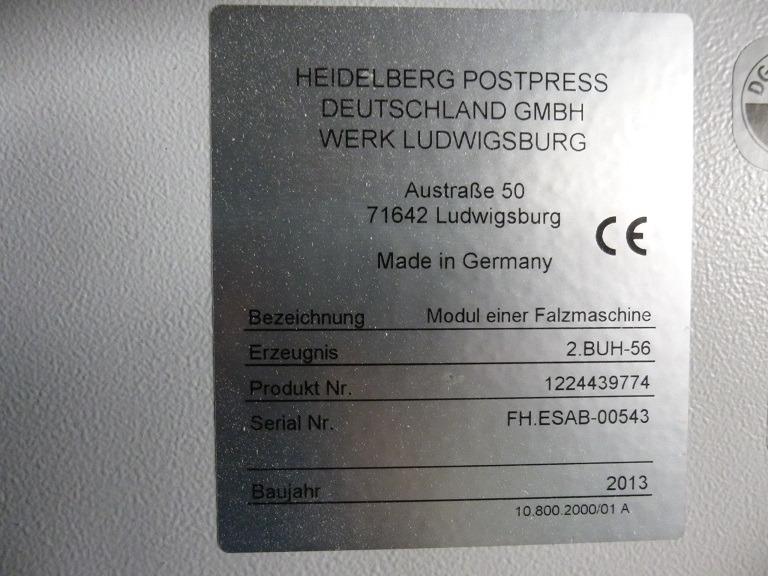 HEIDELBERG POSTPRESS
DEUTSCHLAND GMBH
WERK LUDWIGSBURG
Austraße 50
71642 Ludwigsburg
CE
Made in Germany
Bezeichnung Modul einer Falzmaschine
Erzeugnis 2.BUH-56
Produkt Nr. 1224439774
Serial Nr. FH.ESAB-00543
Baujahr 2013
10.800.2000/01 A
DG